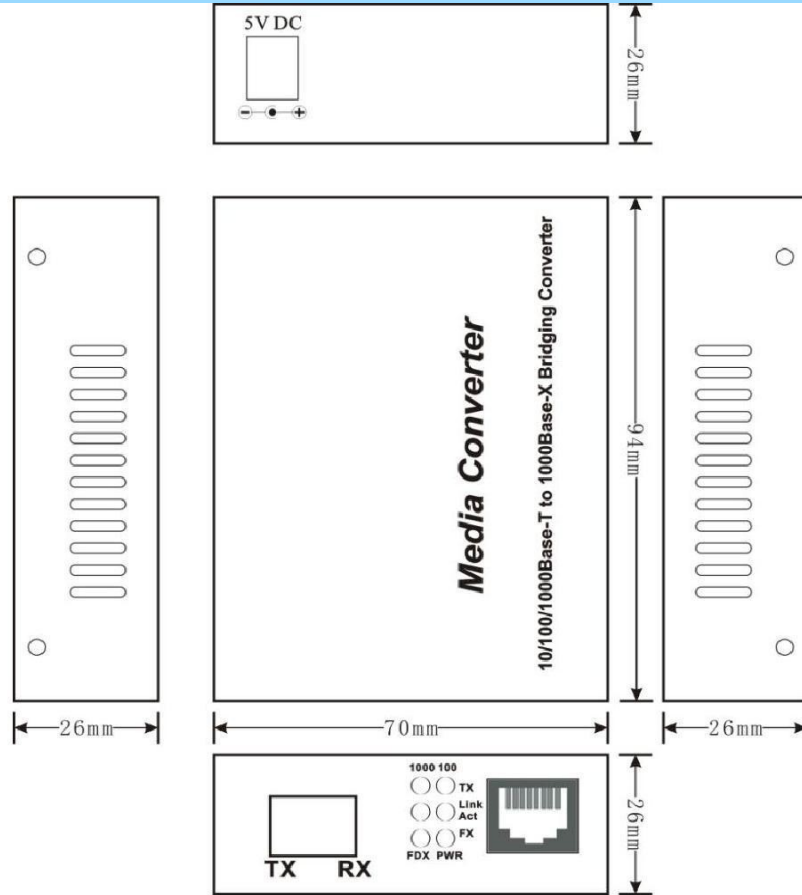 5V DC
26mm
Media Converter
10/100/1000Base-T to 1000Base-X Bridging Converter
94mm
26mm
70mm
26mm
1000 100
TX
Link
Act
FX
FDX PWR
TX RX
26mm